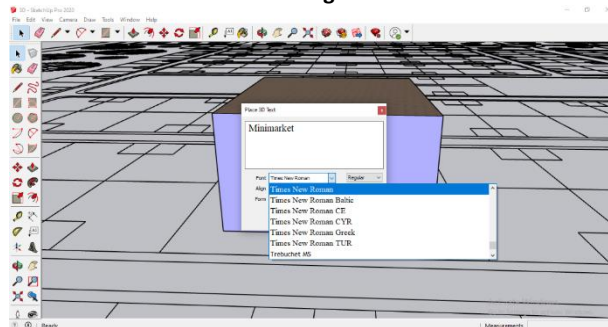 SketchUp Pro 2021
File Edit View Camera Draw Tools Window Help
Place 3D Text
Minimarket
Font Times New Roman Regular
Align Times New Roman
Form Times New Roman Baltic
Times New Roman CE
Times New Roman CYR
Times New Roman Greek
Times New Roman TUR
Trebuchet MS
Ready
Measurements